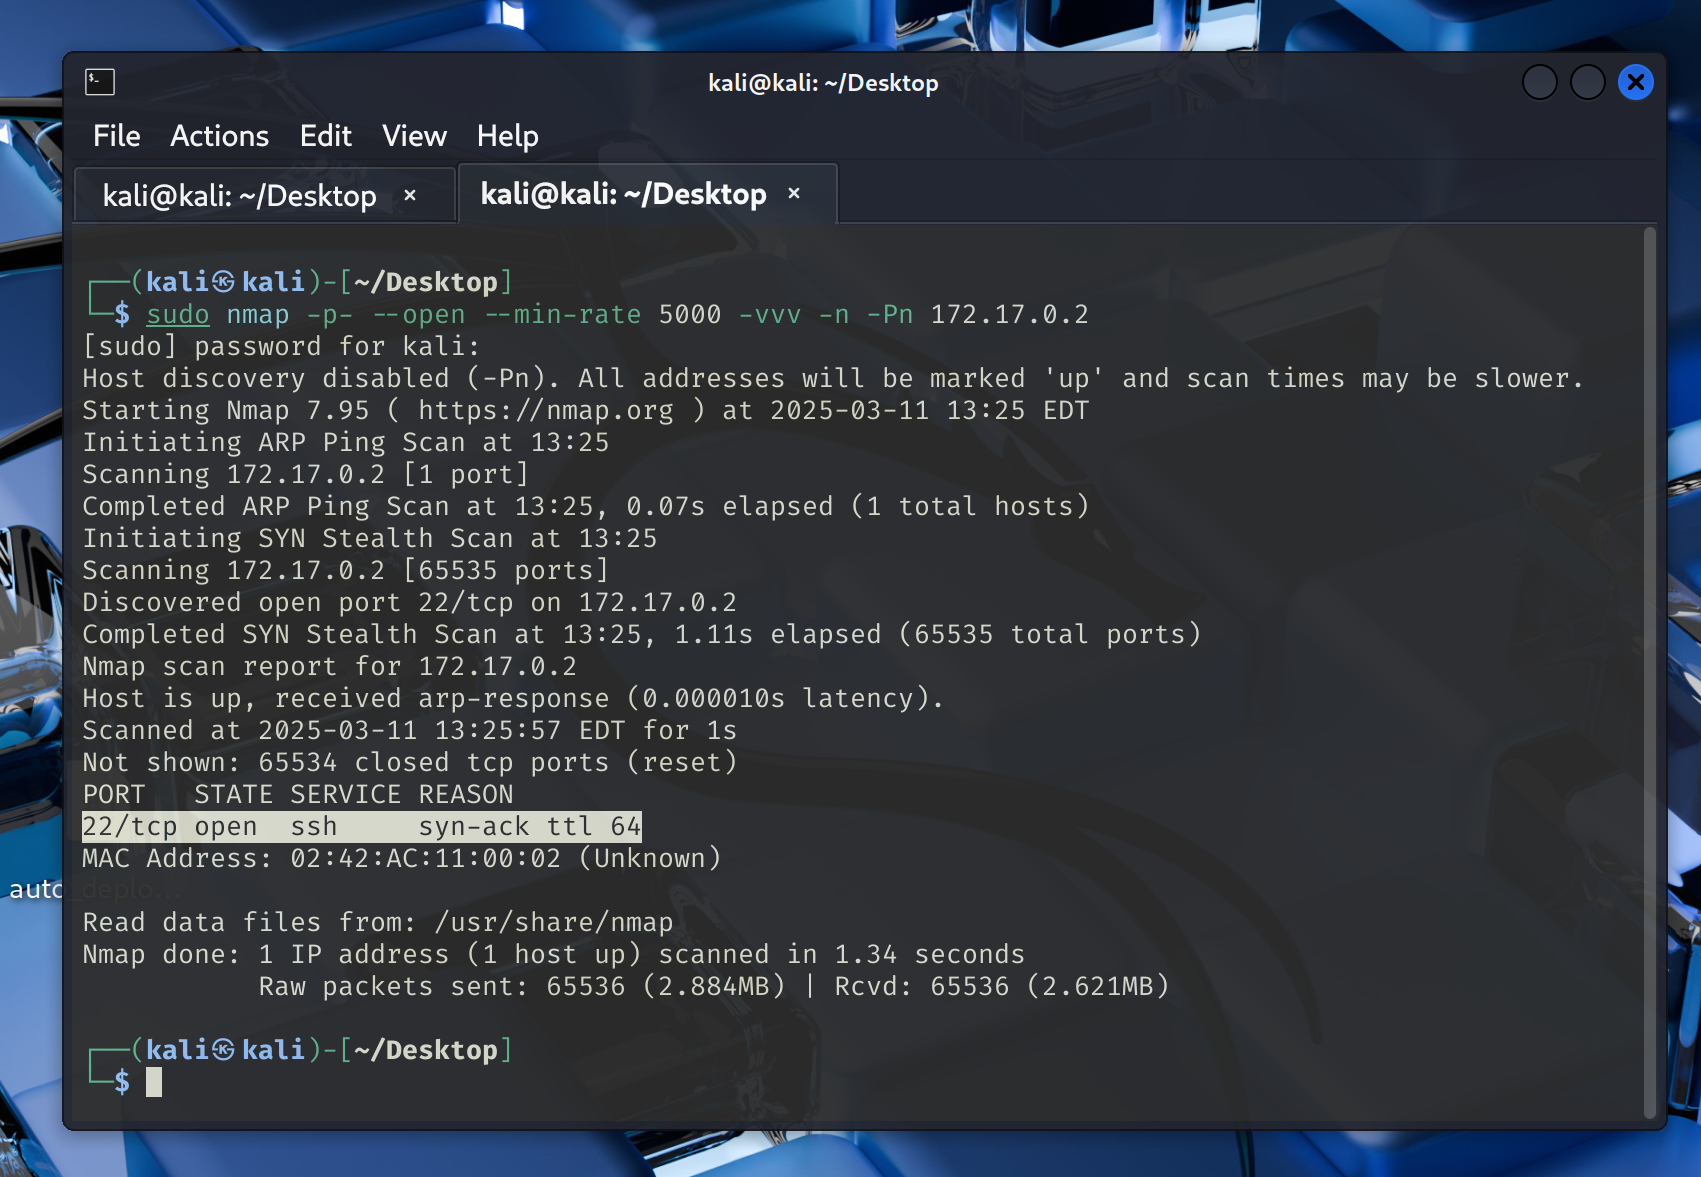 kali@kali: ~/Desktop
File Actions Edit View Help
kali@kali: ~/Desktop × kali@kali: ~/Desktop ×
┌──(kali㉿kali)-[~/Desktop]
└─$ sudo nmap -p- --open --min-rate 5000 -vvv -n -Pn 172.17.0.2
[sudo] password for kali:
Host discovery disabled (-Pn). All addresses will be marked 'up' and scan times may be slower.
Starting Nmap 7.95 ( https://nmap.org ) at 2025-03-11 13:25 EDT
Initiating ARP Ping Scan at 13:25
Scanning 172.17.0.2 [1 port]
Completed ARP Ping Scan at 13:25, 0.07s elapsed (1 total hosts)
Initiating SYN Stealth Scan at 13:25
Scanning 172.17.0.2 [65535 ports]
Discovered open port 22/tcp on 172.17.0.2
Completed SYN Stealth Scan at 13:25, 1.11s elapsed (65535 total ports)
Nmap scan report for 172.17.0.2
Host is up, received arp-response (0.000010s latency).
Scanned at 2025-03-11 13:25:57 EDT for 1s
Not shown: 65534 closed tcp ports (reset)
PORT   STATE SERVICE REASON
22/tcp open  ssh     syn-ack ttl 64
MAC Address: 02:42:AC:11:00:02 (Unknown)
auto_deplo...
Read data files from: /usr/share/nmap
Nmap done: 1 IP address (1 host up) scanned in 1.34 seconds
           Raw packets sent: 65536 (2.884MB) | Rcvd: 65536 (2.621MB)
┌──(kali㉿kali)-[~/Desktop]
└─$